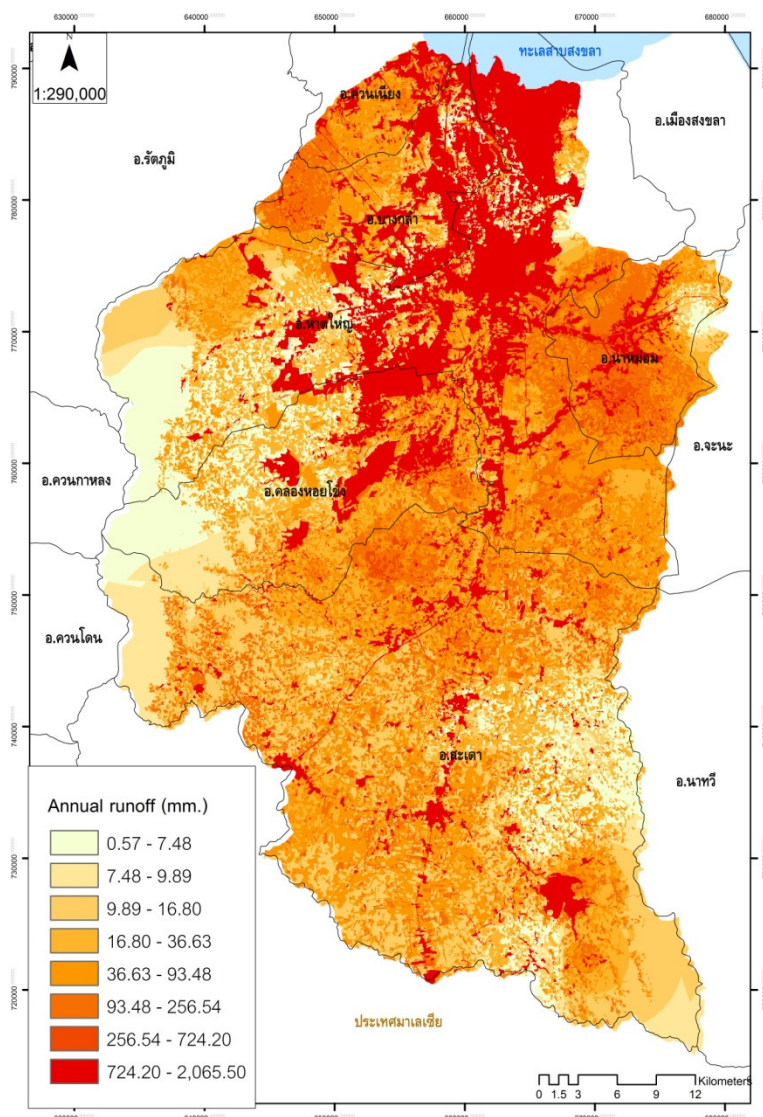 630000 640000 650000 660000 670000 680000
N
1:290,000
ทะเลสาบสงขลา
790000
อ.ควนเนียง
อ.เมืองสงขลา
อ.รัตภูมิ
780000
อ.บางกล่ำ
อ.หาดใหญ่
770000
อ.นาหม่อม
อ.จะนะ
อ.ควนกาหลง
760000
อ.คลองหอยโข่ง
750000
อ.ควนโดน
740000
อ.สะเดา
อ.นาทวี
730000
720000
ประเทศมาเลเซีย
Annual runoff (mm.)
0.57 - 7.48
7.48 - 9.89
9.89 - 16.80
16.80 - 36.63
36.63 - 93.48
93.48 - 256.54
256.54 - 724.20
724.20 - 2,065.50
Kilometers
0 1.5 3 6 9 12